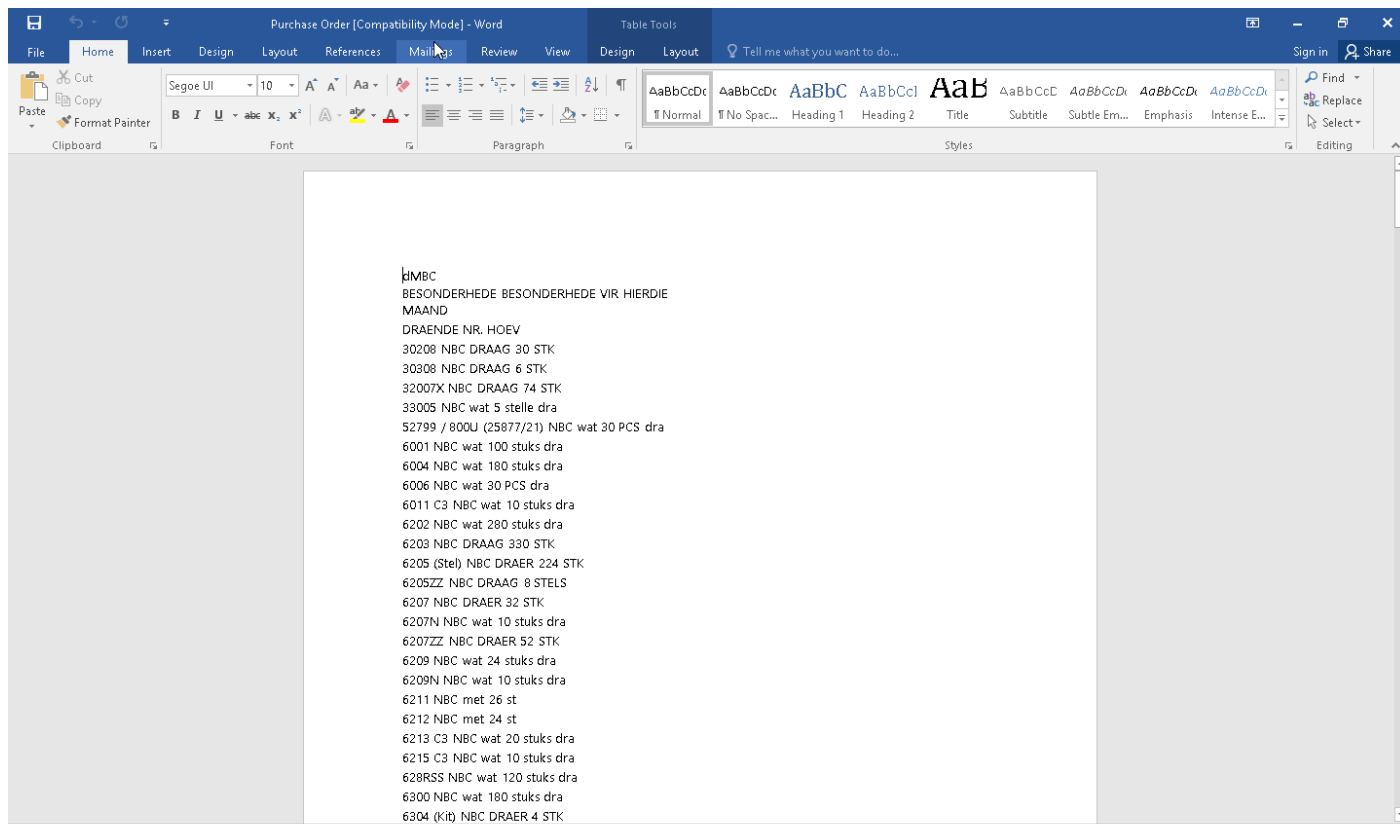 Purchase Order [Compatibility Mode] - Word
Table Tools
File Home Insert Design Layout References Mailings Review View Design Layout Tell me what you want to do... Sign in Share
Paste
Cut
Copy
Format Painter
Clipboard
Segoe UI 10
Font
Paragraph
AaBbCcDc AaBbCcDc AaBbC AaBbCcI AaB AaBbCcD AaBbCcDc AaBbCcDc AaBbCcDc
¶ Normal ¶ No Spac... Heading 1 Heading 2 Title Subtitle Subtle Em... Emphasis Intense E...
Styles
Find
Replace
Select
Editing
dMBC
BESONDERHEDE BESONDERHEDE VIR HIERDIE
MAAND
DRAENDE NR. HOEV
30208 NBC DRAAG 30 STK
30308 NBC DRAAG 6 STK
32007X NBC DRAAG 74 STK
33005 NBC wat 5 stelle dra
52799 / 800U (25877/21) NBC wat 30 PCS dra
6001 NBC wat 100 stuks dra
6004 NBC wat 180 stuks dra
6006 NBC wat 30 PCS dra
6011 C3 NBC wat 10 stuks dra
6202 NBC wat 280 stuks dra
6203 NBC DRAAG 330 STK
6205 (Stel) NBC DRAER 224 STK
6205ZZ NBC DRAAG 8 STELS
6207 NBC DRAER 32 STK
6207N NBC wat 10 stuks dra
6207ZZ NBC DRAER 52 STK
6209 NBC wat 24 stuks dra
6209N NBC wat 10 stuks dra
6211 NBC met 26 st
6212 NBC met 24 st
6213 C3 NBC wat 20 stuks dra
6215 C3 NBC wat 10 stuks dra
628RSS NBC wat 120 stuks dra
6300 NBC wat 180 stuks dra
6304 (Kit) NBC DRAER 4 STK